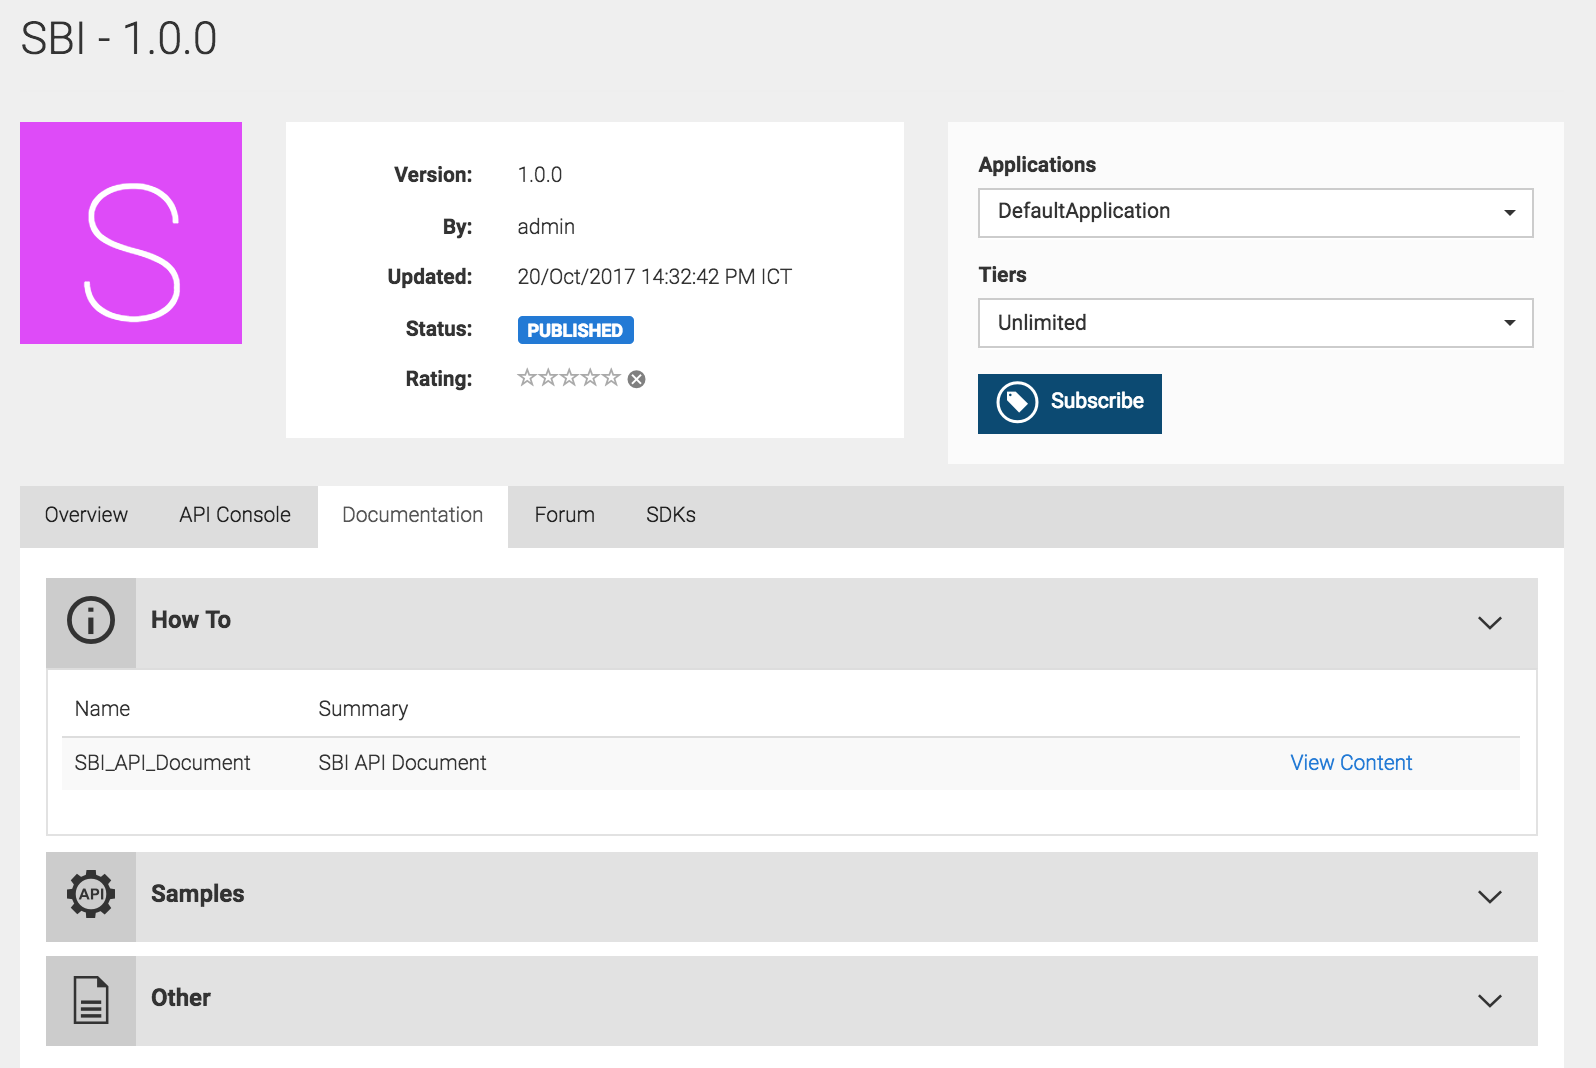 SBI - 1.0.0
S
Version: 1.0.0
By: admin
Updated: 20/Oct/2017 14:32:42 PM ICT
Status: PUBLISHED
Rating:
Applications
DefaultApplication
Tiers
Unlimited
Subscribe
Overview API Console Documentation Forum SDKs
How To
Name Summary
SBI_API_Document SBI API Document View Content
API Samples
Other